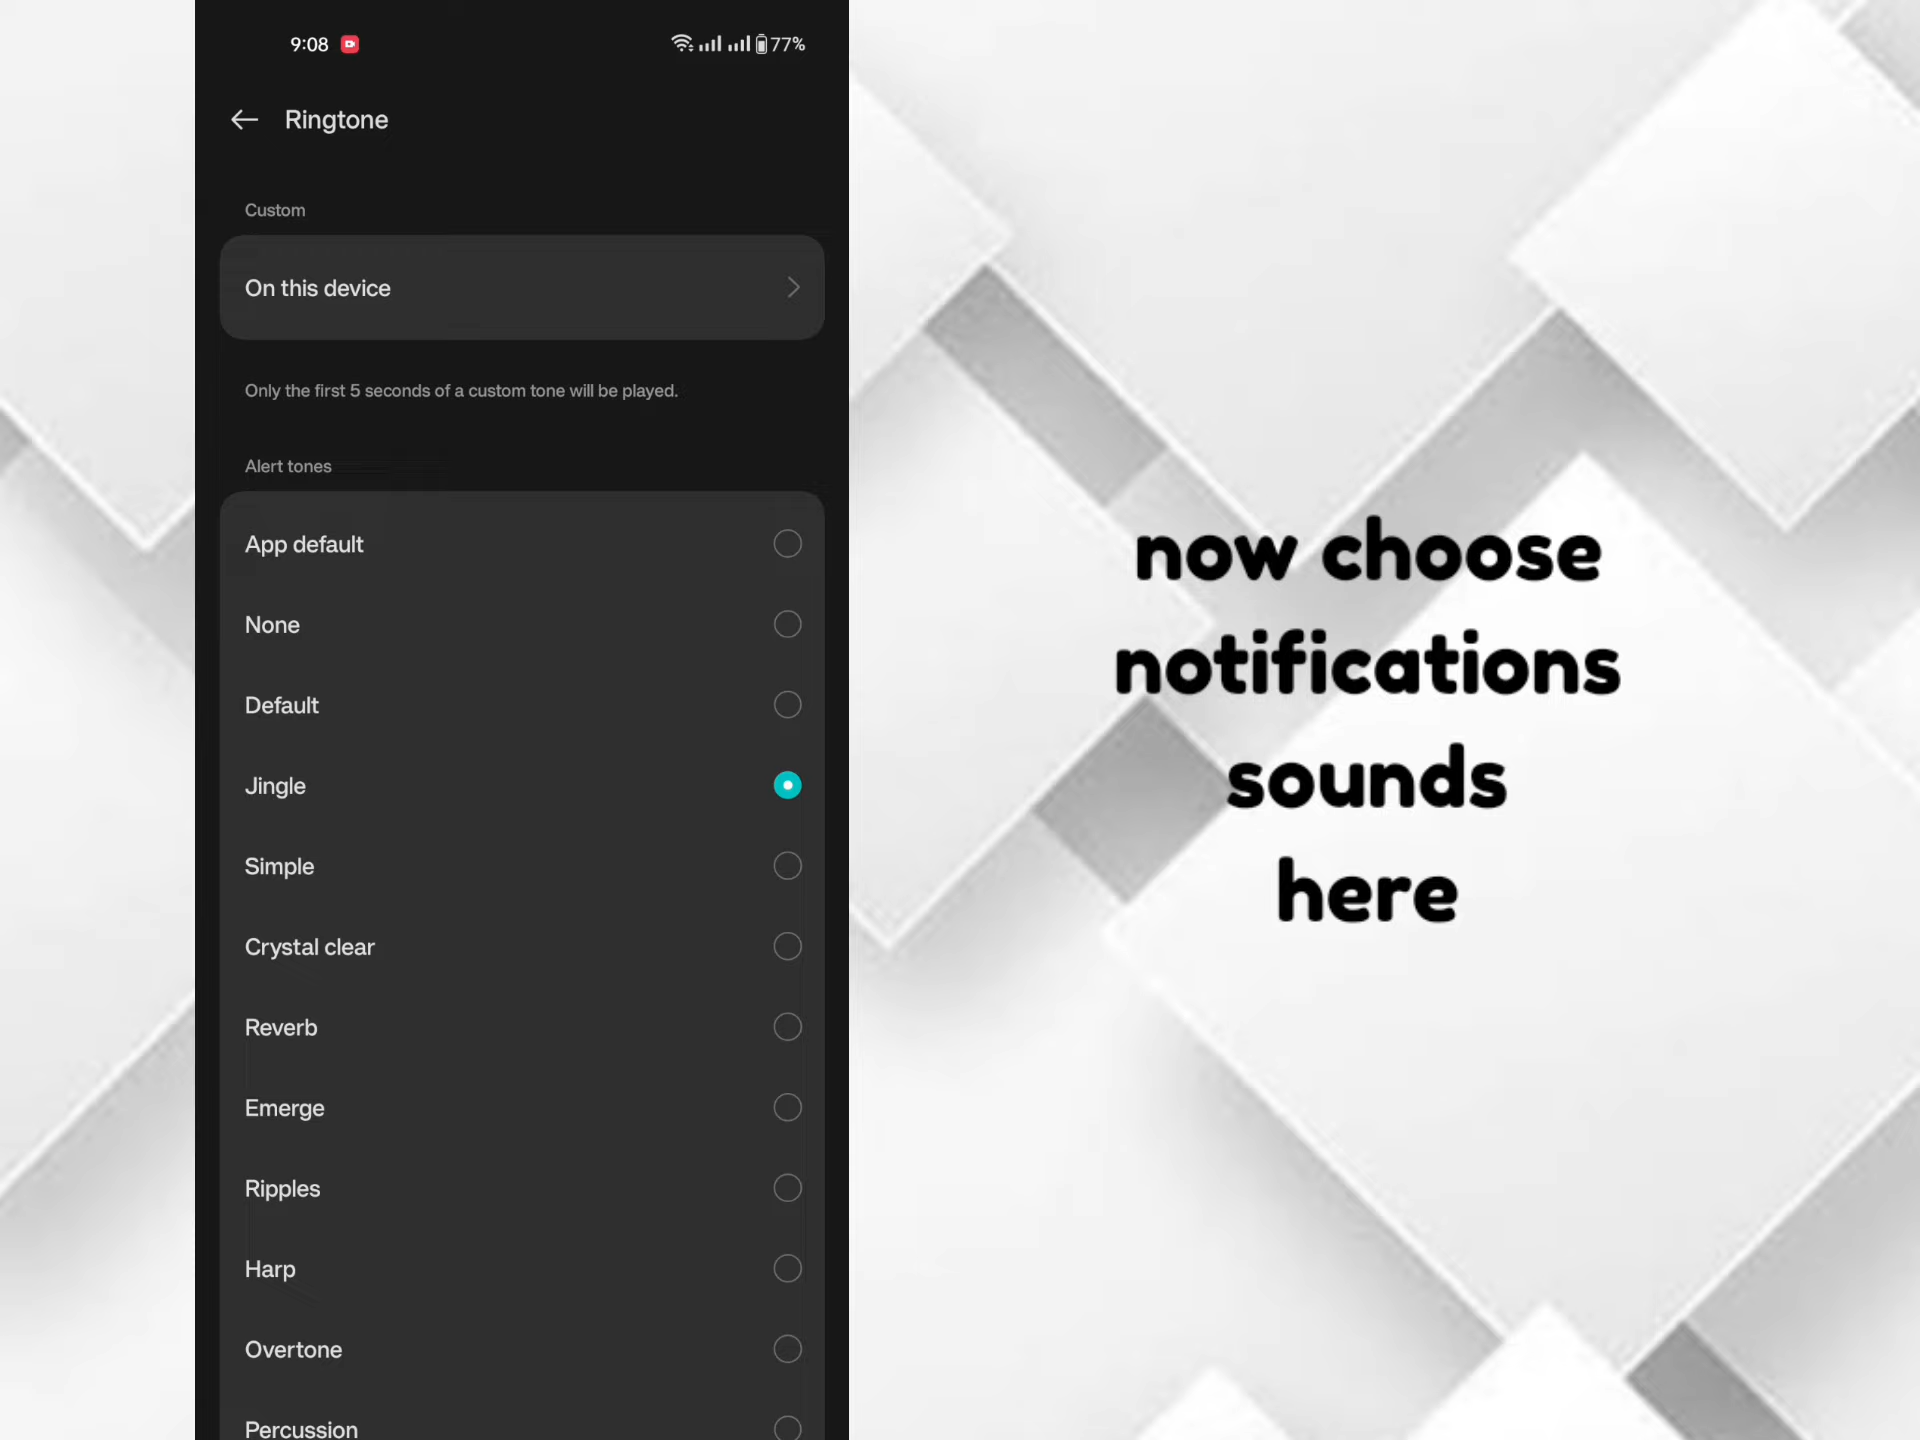 9:08 77%
Ringtone
Custom
On this device
Only the first 5 seconds of a custom tone will be played.
Alert tones
App default
None
Default
Jingle
Simple
Crystal clear
Reverb
Emerge
Ripples
Harp
Overtone
Percussion
now choose
notifications
sounds
here